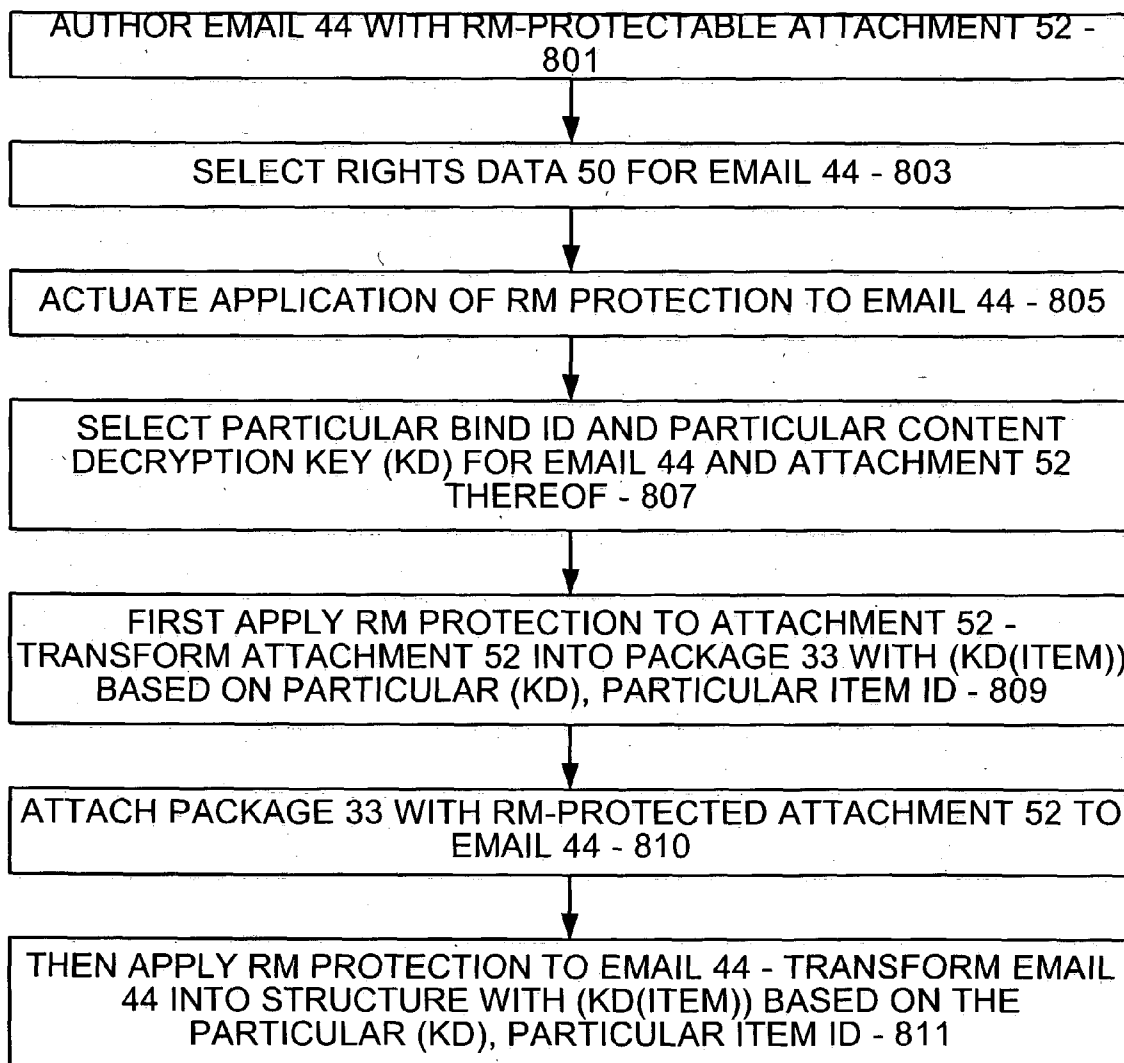 AUTHOR EMAIL 44 WITH RM-PROTECTABLE ATTACHMENT 52 -
801
SELECT RIGHTS DATA 50 FOR EMAIL 44 - 803
ACTUATE APPLICATION OF RM PROTECTION TO EMAIL 44 - 805
SELECT PARTICULAR BIND ID AND PARTICULAR CONTENT
DECRYPTION KEY (KD) FOR EMAIL 44 AND ATTACHMENT 52
THEREOF - 807
FIRST APPLY RM PROTECTION TO ATTACHMENT 52 -
TRANSFORM ATTACHMENT 52 INTO PACKAGE 33 WITH (KD(ITEM))
BASED ON PARTICULAR (KD), PARTICULAR ITEM ID - 809
ATTACH PACKAGE 33 WITH RM-PROTECTED ATTACHMENT 52 TO
EMAIL 44 - 810
THEN APPLY RM PROTECTION TO EMAIL 44 - TRANSFORM EMAIL
44 INTO STRUCTURE WITH (KD(ITEM)) BASED ON THE
PARTICULAR (KD), PARTICULAR ITEM ID - 811